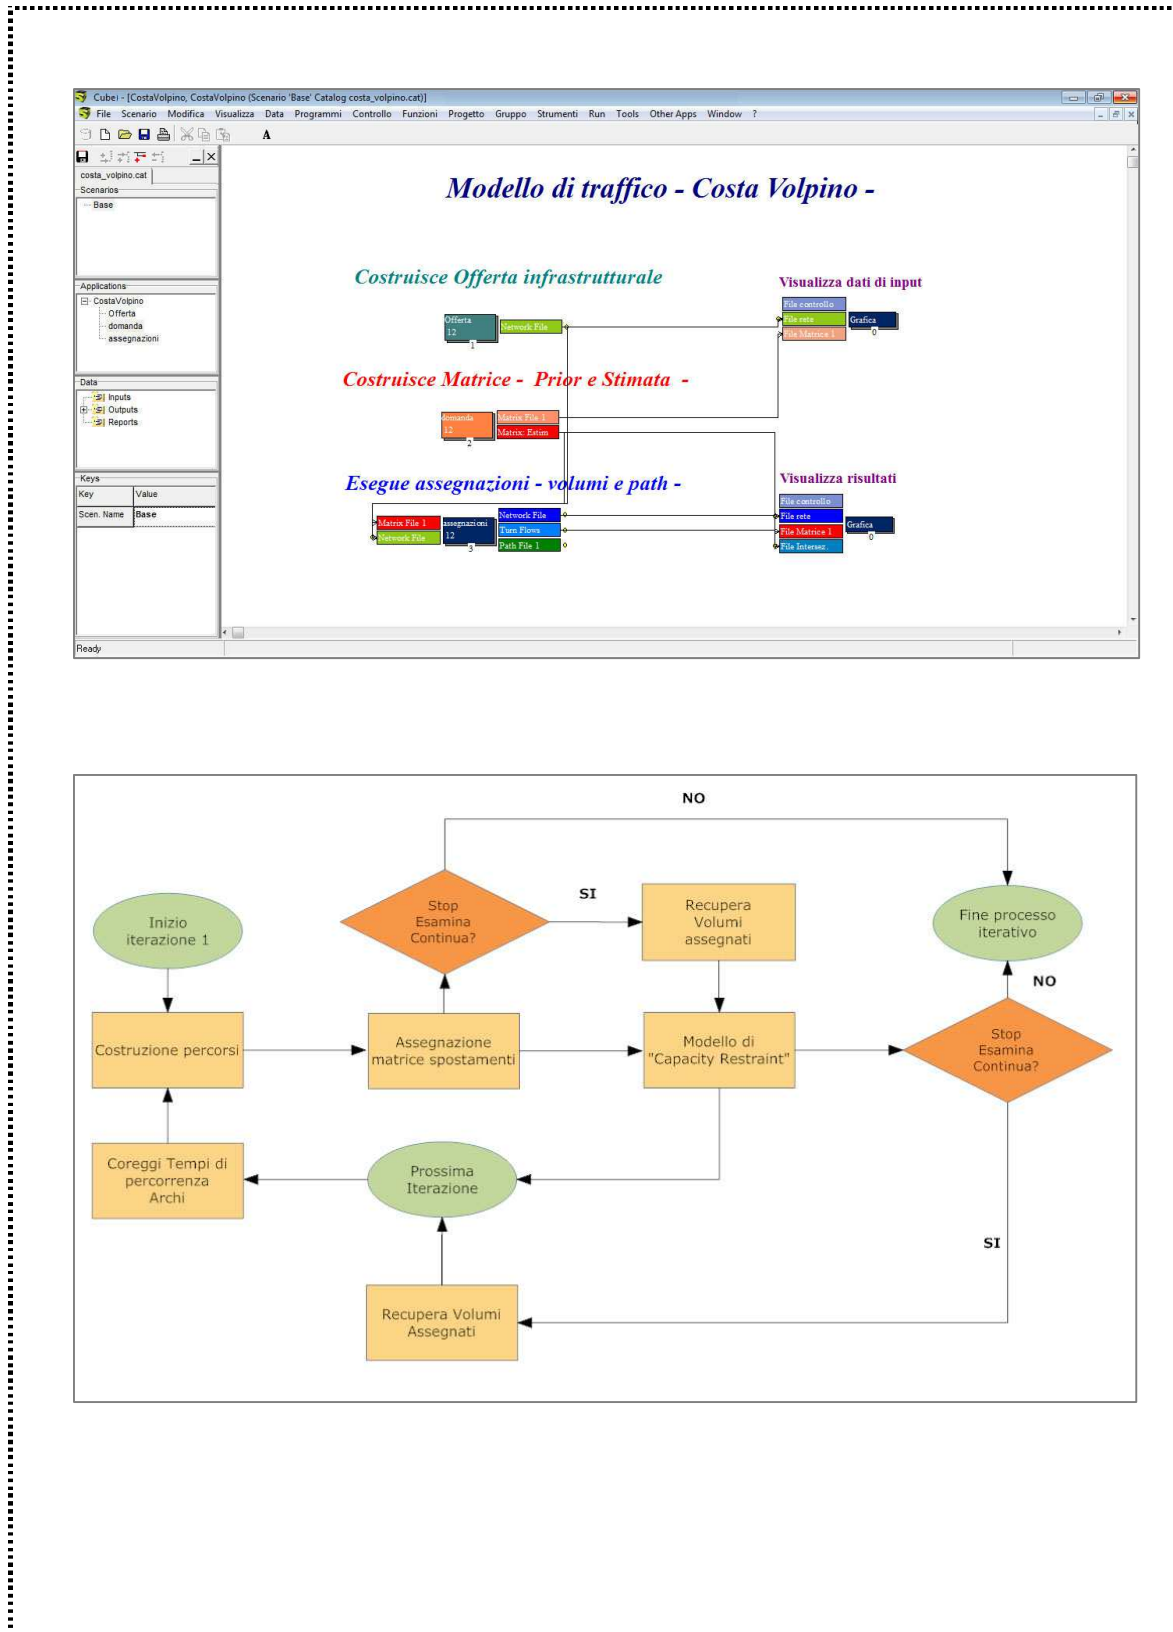 Cube - [CostaVolpino, CostaVolpino (Scenario 'Base' Catalog costa_volpino.cat)]
File Scenario Modifica Visualizza Data Programmi Controllo Funzioni Progetto Gruppo Strumenti Run Tools Other Apps Window ?
A
costa_volpino.cat
Scenarios
Base
Applications
CostaVolpino
Offerta
domanda
assegnazioni
Data
Inputs
Outputs
Reports
Keys
Key Value
Scen. Name Base
Ready
Modello di traffico - Costa Volpino -
Costruisce Offerta infrastrutturale
Offerta
12
1
Network File
Visualizza dati di input
File controllo
File rete
File Matrice 1
Grafica
0
Costruisce Matrice - Prior e Stimata -
domanda
12
2
Matrix File 1
Matrix: Estim
Esegue assegnazioni - volumi e path -
Matrix File 1
Network File
assegnazioni
12
3
Network File
Turn Flows
Path File 1
Visualizza risultati
File controllo
File rete
File Matrice 1
File Intersez.
Grafica
0
NO
Inizio
iterazione 1
Stop
Esamina
Continua?
SI
Recupera
Volumi
assegnati
Fine processo
iterativo
NO
Costruzione percorsi
Assegnazione
matrice spostamenti
Modello di
"Capacity Restraint"
Stop
Esamina
Continua?
Coreggi Tempi di
percorrenza
Archi
Prossima
Iterazione
SI
Recupera Volumi
Assegnati